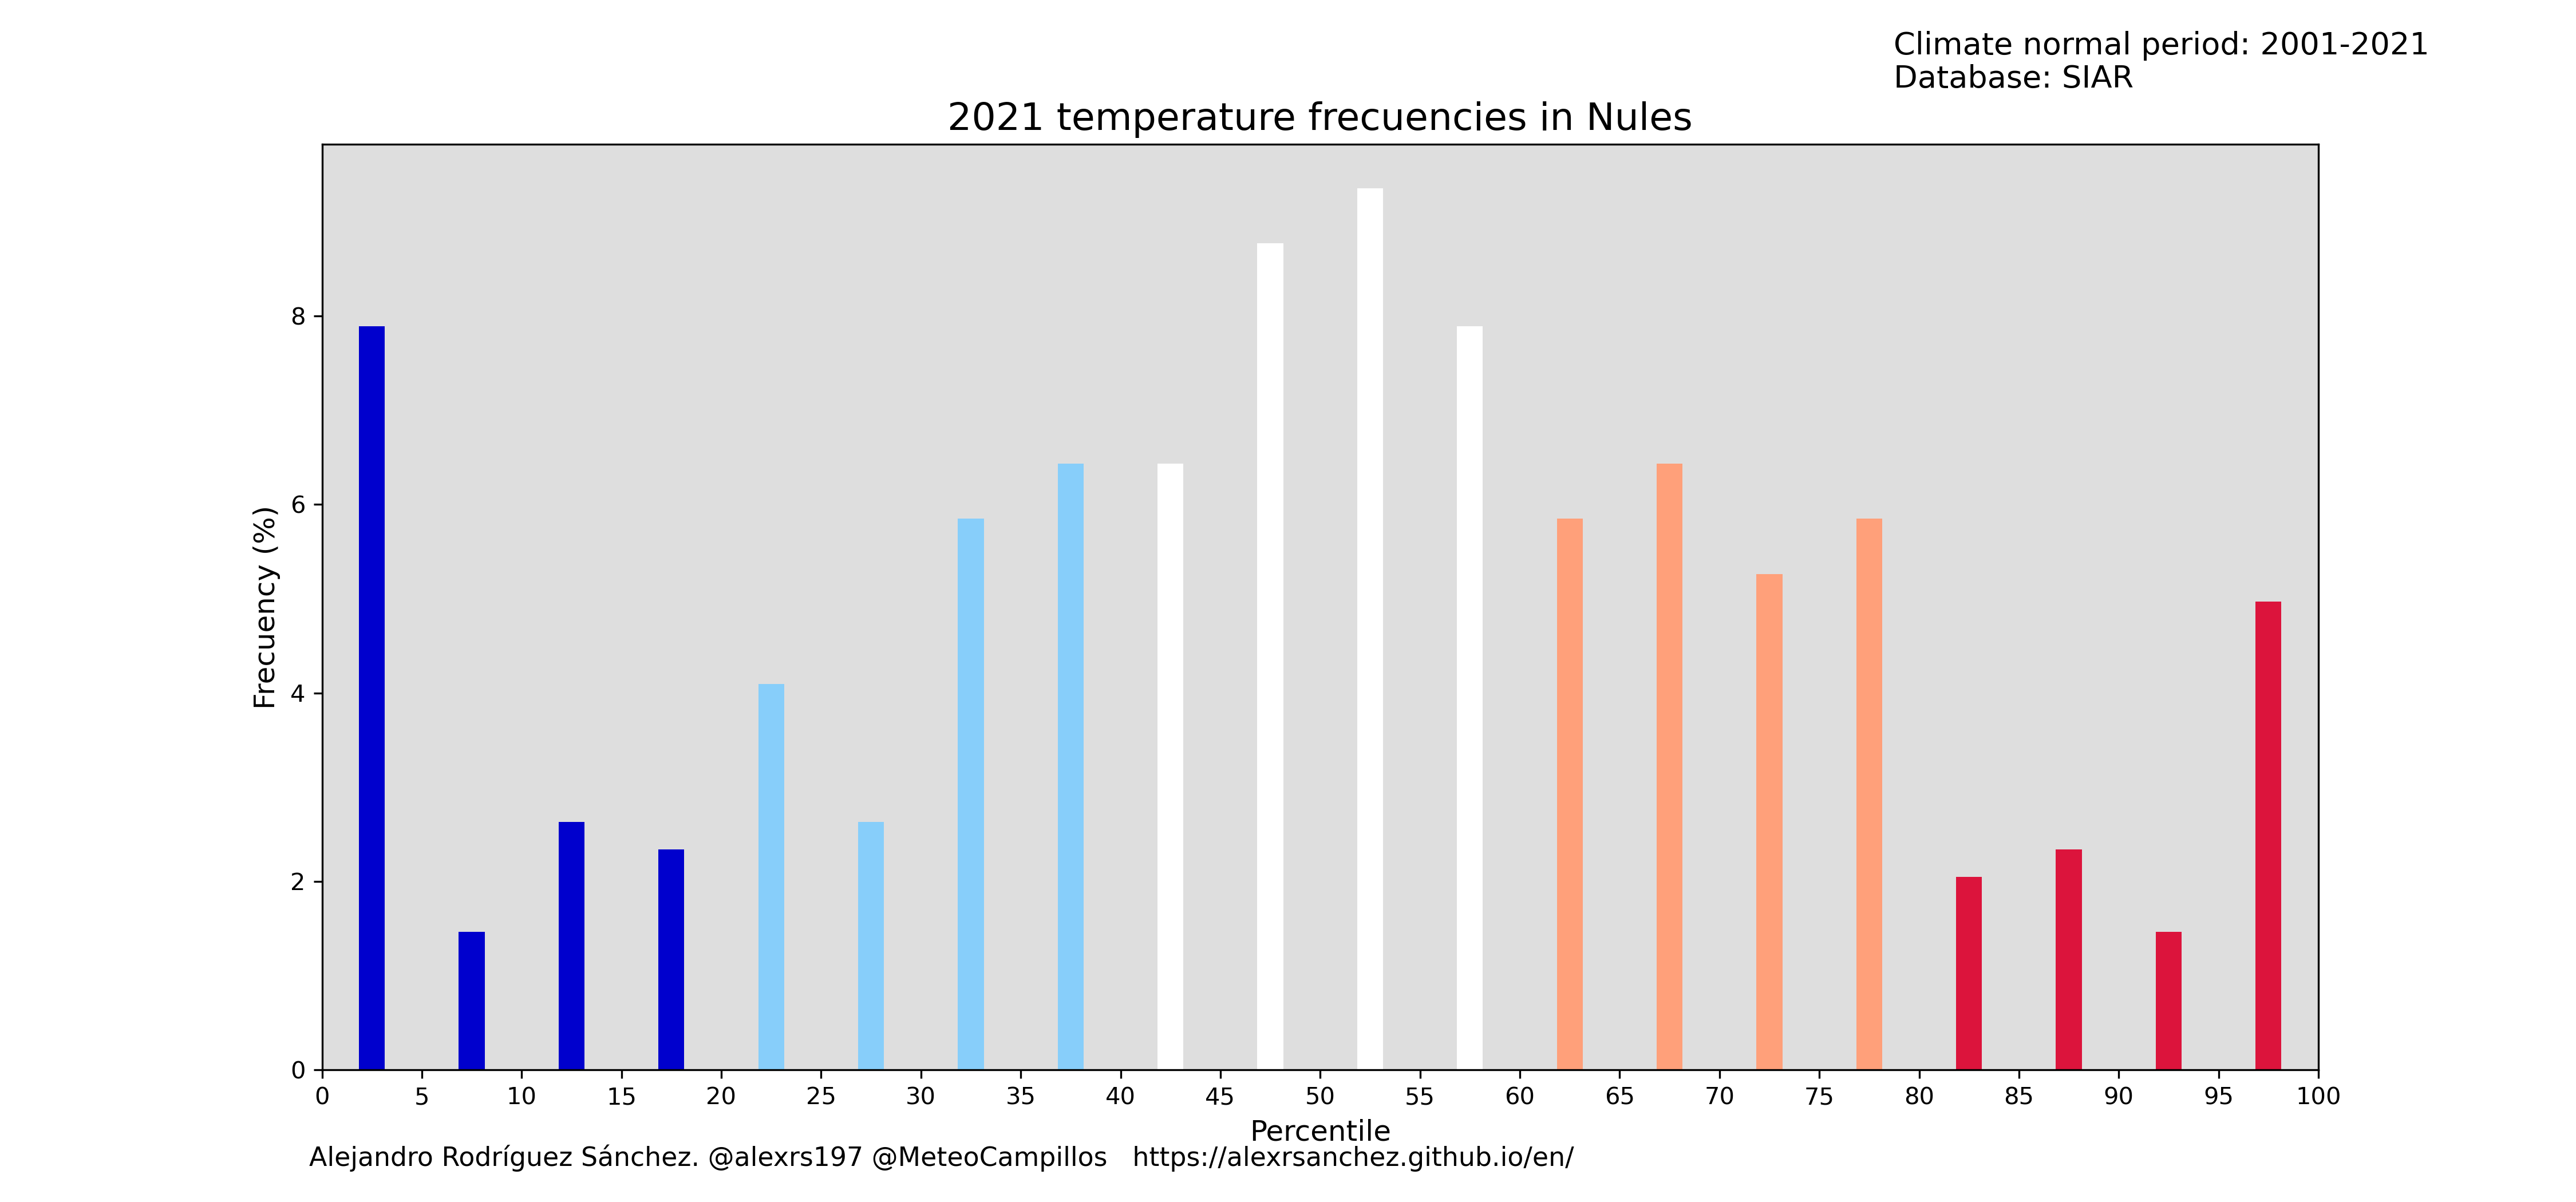 Climate normal period: 2001-2021
Database: SIAR
2021 temperature frecuencies in Nules
Frecuency (%)
8
6
4
2
0
0 5 10 15 20 25 30 35 40 45 50 55 60 65 70 75 80 85 90 95 100
Percentile
Alejandro Rodríguez Sánchez. @alexrs197 @MeteoCampillos https://alexrsanchez.github.io/en/